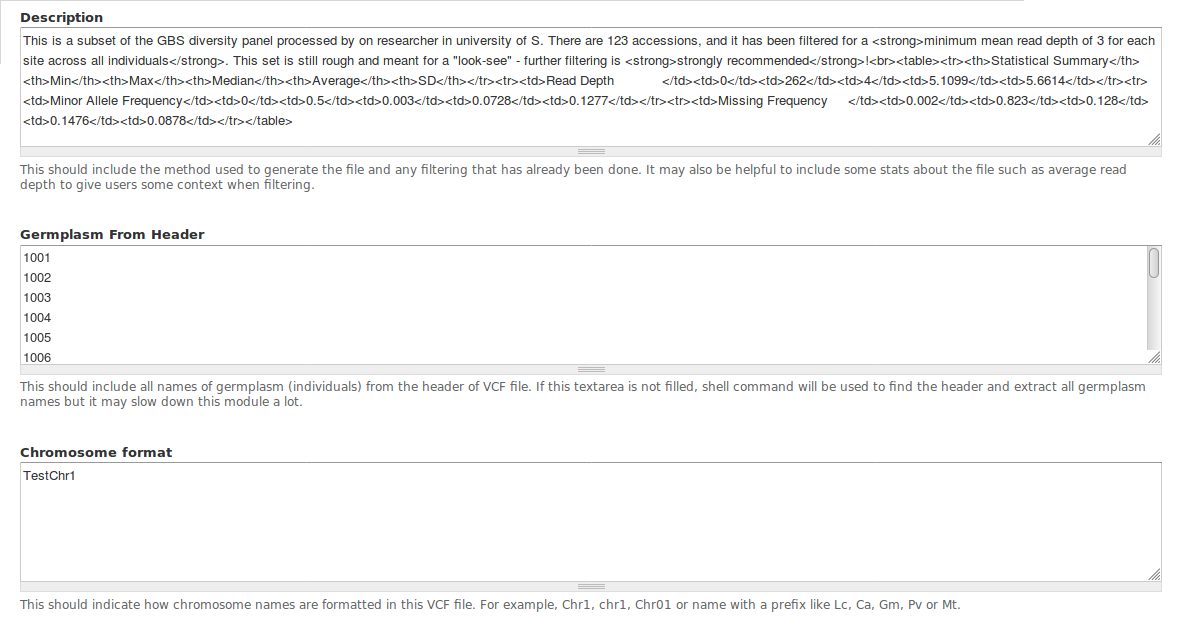 Description
This is a subset of the GBS diversity panel processed by on researcher in university of S. There are 123 accessions, and it has been filtered for a <strong>minimum mean read depth of 3 for each
site across all individuals</strong>. This set is still rough and meant for a "look-see" - further filtering is <strong>strongly recommended</strong>!<br><table><tr><th>Statistical Summary</th>
<th>Min</th><th>Max</th><th>Median</th><th>Average</th><th>SD</th></tr><tr><td>Read Depth </td><td>0</td><td>262</td><td>4</td><td>5.1099</td><td>5.6614</td></tr><tr>
<td>Minor Allele Frequency</td><td>0</td><td>0.5</td><td>0.003</td><td>0.0728</td><td>0.1277</td></tr><tr><td>Missing Frequency </td><td>0.002</td><td>0.823</td><td>0.128</td>
<td>0.1476</td><td>0.0878</td></tr></table>
This should include the method used to generate the file and any filtering that has already been done. It may also be helpful to include some stats about the file such as average read
depth to give users some context when filtering.
Germplasm From Header
1001
1002
1003
1004
1005
1006
This should include all names of germplasm (individuals) from the header of VCF file. If this textarea is not filled, shell command will be used to find the header and extract all germplasm
names but it may slow down this module a lot.
Chromosome format
TestChr1
This should indicate how chromosome names are formatted in this VCF file. For example, Chr1, chr1, Chr01 or name with a prefix like Lc, Ca, Gm, Pv or Mt.